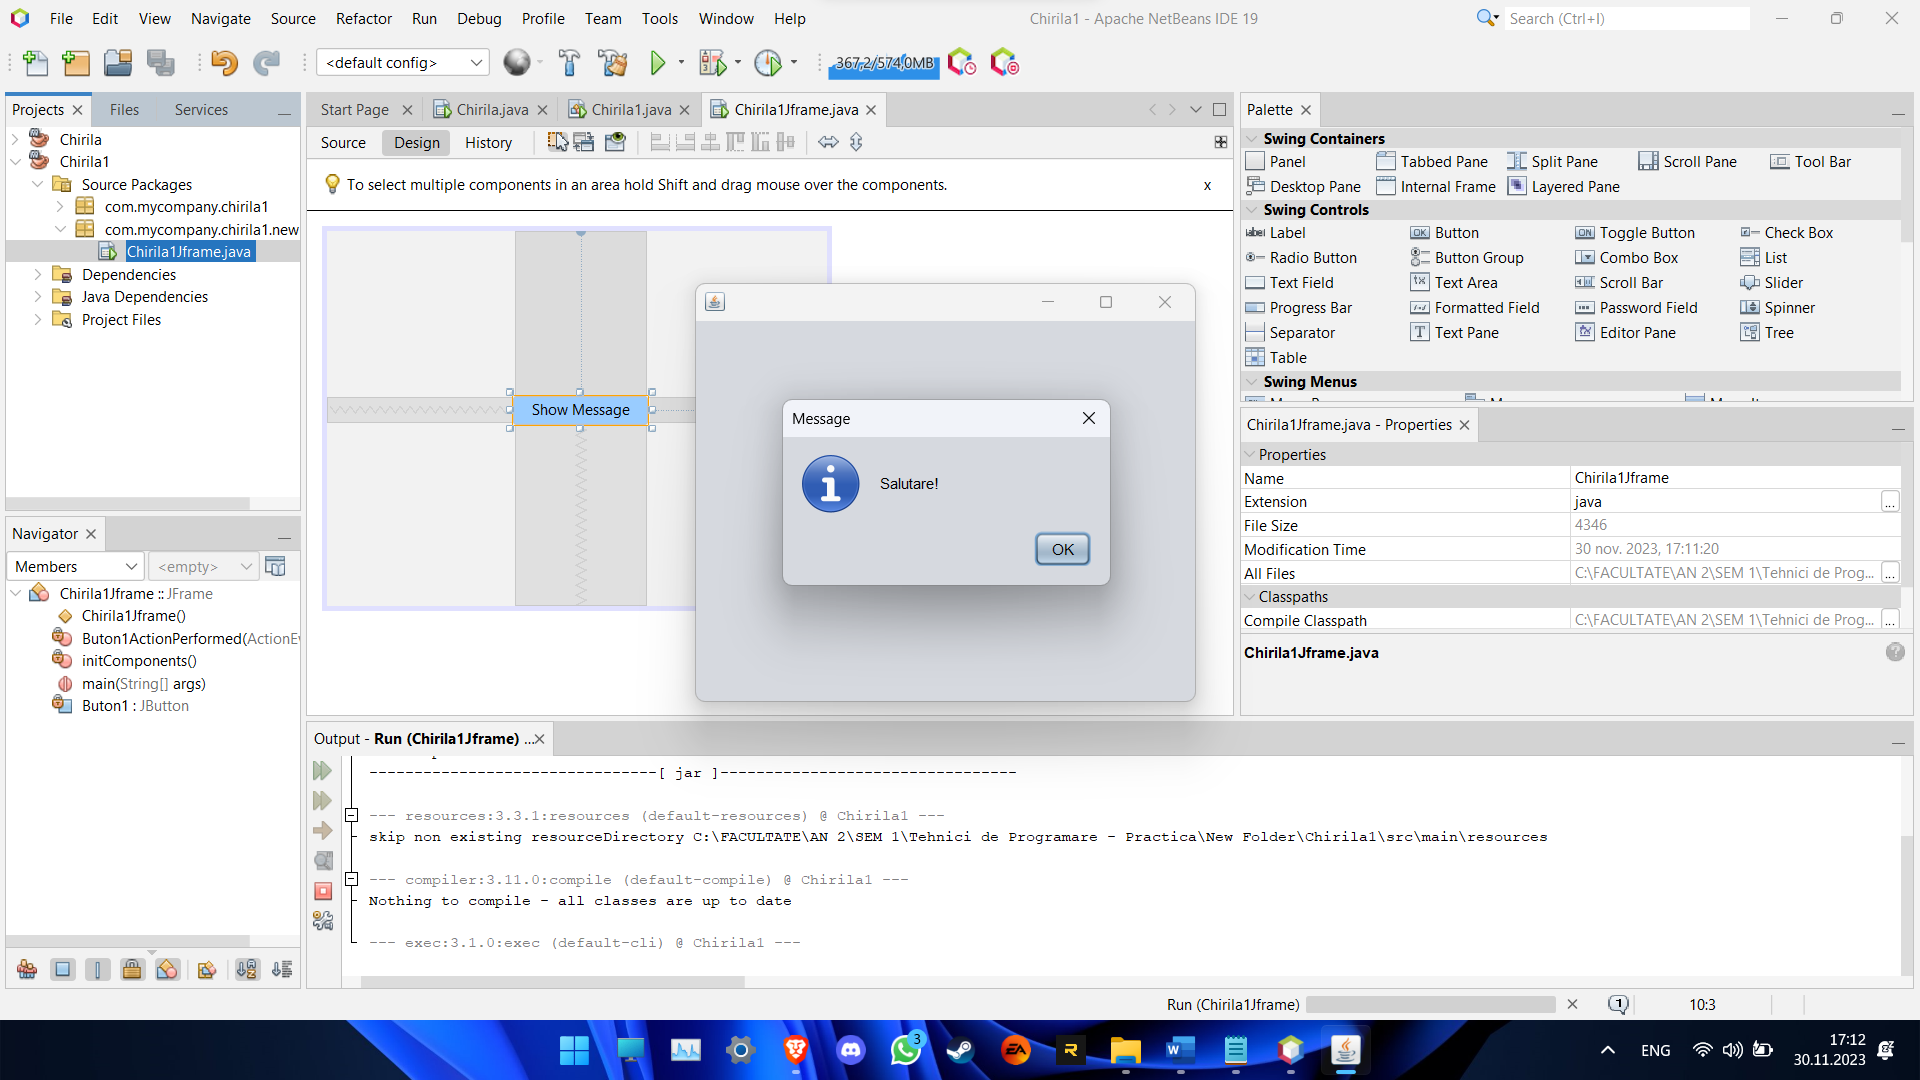 File Edit View Navigate Source Refactor Run Debug Profile Team Tools Window Help
Chirila1 - Apache NetBeans IDE 19
Search (Ctrl+I)
<default config>
367,2/574,0MB
Projects Files Services
Chirila
Chirila1
Source Packages
com.mycompany.chirila1
com.mycompany.chirila1.new
Chirila1Jframe.java
Dependencies
Java Dependencies
Project Files
Navigator
Members <empty>
Chirila1Jframe :: JFrame
Chirila1Jframe()
Buton1ActionPerformed(ActionEv
initComponents()
main(String[] args)
Buton1 : JButton
Start Page Chirila.java Chirila1.java Chirila1Jframe.java
Source Design History
To select multiple components in an area hold Shift and drag mouse over the components. x
Show Message
Message
Salutare!
OK
Palette
Swing Containers
Panel Tabbed Pane Split Pane Scroll Pane Tool Bar
Desktop Pane Internal Frame Layered Pane
Swing Controls
Label Button Toggle Button Check Box
Radio Button Button Group Combo Box List
Text Field Text Area Scroll Bar Slider
Progress Bar Formatted Field Password Field Spinner
Separator Text Pane Editor Pane Tree
Table
Swing Menus
Chirila1Jframe.java - Properties
Properties
Name Chirila1Jframe
Extension java ...
File Size 4346
Modification Time 30 nov. 2023, 17:11:20
All Files C:\FACULTATE\AN 2\SEM 1\Tehnici de Prog... ...
Classpaths
Compile Classpath C:\FACULTATE\AN 2\SEM 1\Tehnici de Prog... ...
Chirila1Jframe.java
Output - Run (Chirila1Jframe) ...
--------------------------------[ jar ]---------------------------------
--- resources:3.3.1:resources (default-resources) @ Chirila1 ---
skip non existing resourceDirectory C:\FACULTATE\AN 2\SEM 1\Tehnici de Programare - Practica\New Folder\Chirila1\src\main\resources
--- compiler:3.11.0:compile (default-compile) @ Chirila1 ---
Nothing to compile - all classes are up to date
--- exec:3.1.0:exec (default-cli) @ Chirila1 ---
Run (Chirila1Jframe)
1
10:3
3
ENG
17:12
30.11.2023